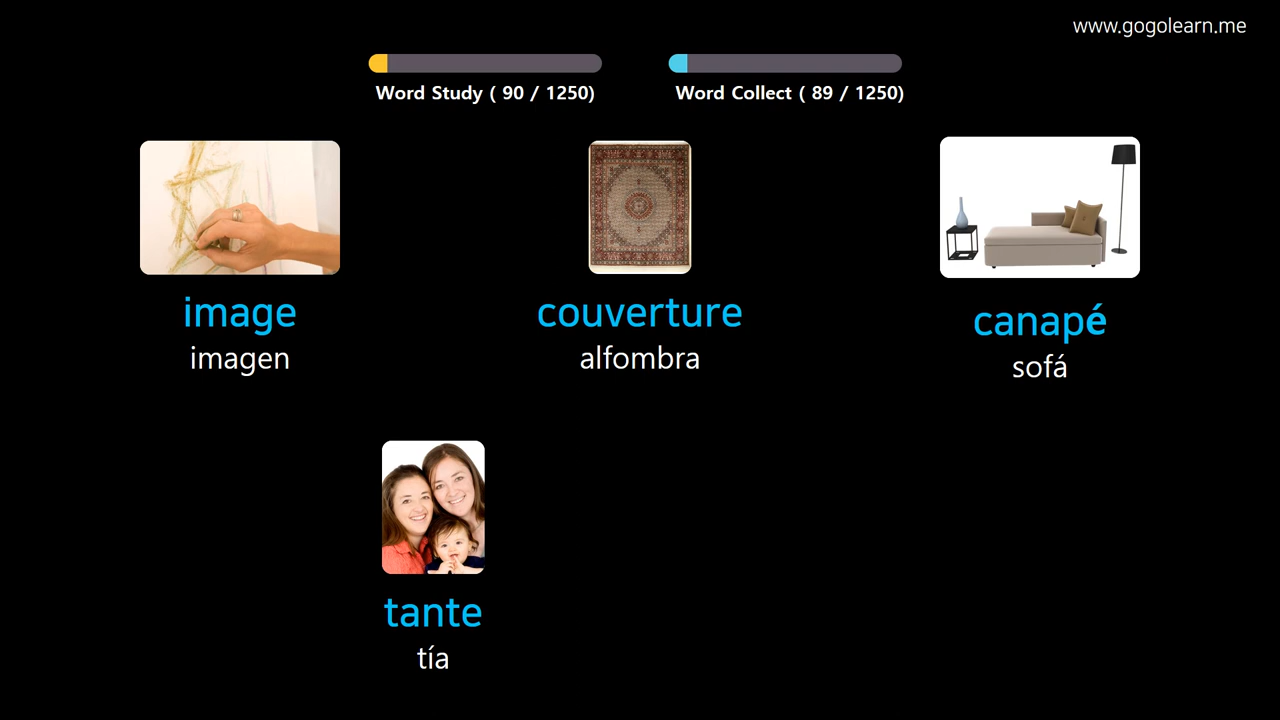 www.gogolearn.me
Word Study ( 90 / 1250)
Word Collect ( 89 / 1250)
image
imagen
couverture
alfombra
canapé
sofá
tante
tía